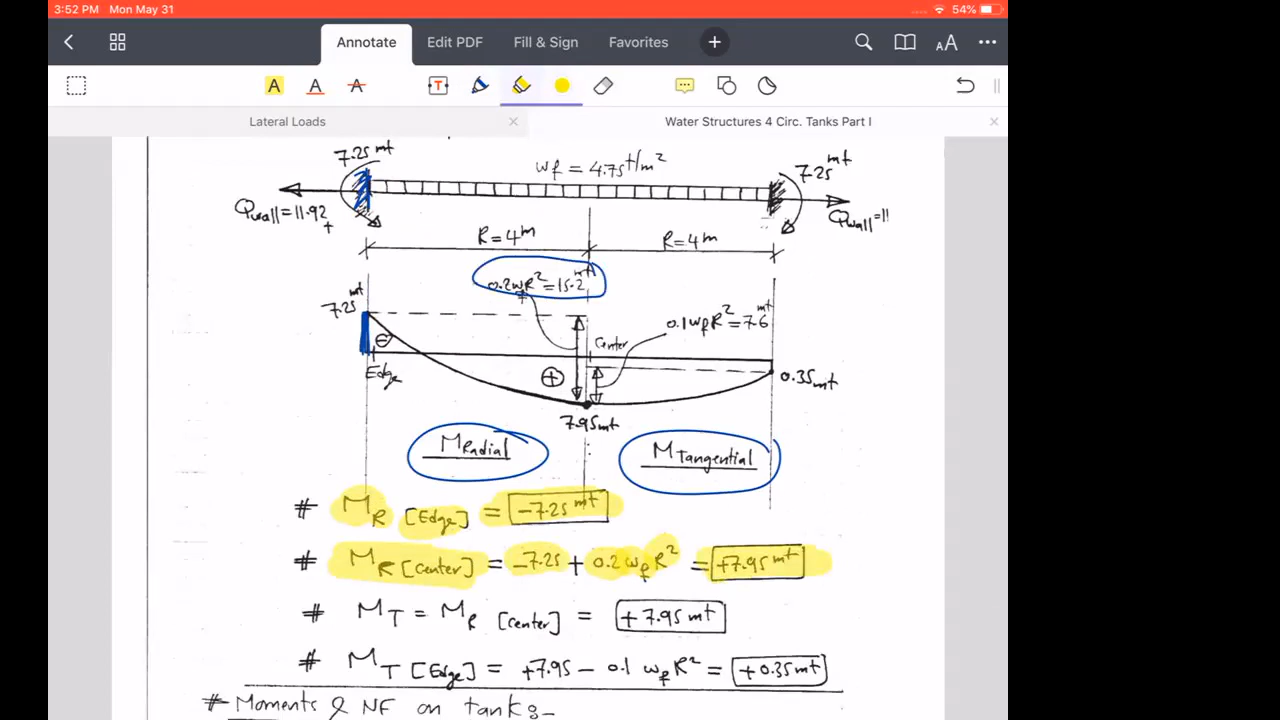 3:52 PM Mon May 31 54%
Annotate Edit PDF Fill & Sign Favorites
A A A T AA
Lateral Loads Water Structures 4 Circ. Tanks Part I
7.25 mt wf = 4.75 t/m² 7.25 mt
Qwall = 11.92 t Qwall = 11
R = 4m R = 4m
0.2 wf R² = 15.2 mt
7.25 mt 0.1 wf R² = 7.6 mt
⊖ center
Edge ⊕ 0.35 mt
7.95 mt
MRadial MTangential
# MR [Edge] = -7.25 mt
# MR [center] = -7.25 + 0.2 wf R² = +7.95 mt
# MT = MR [center] = +7.95 mt
# MT [Edge] = +7.95 - 0.1 wf R² = +0.35 mt
# Moments & NF on tank :-